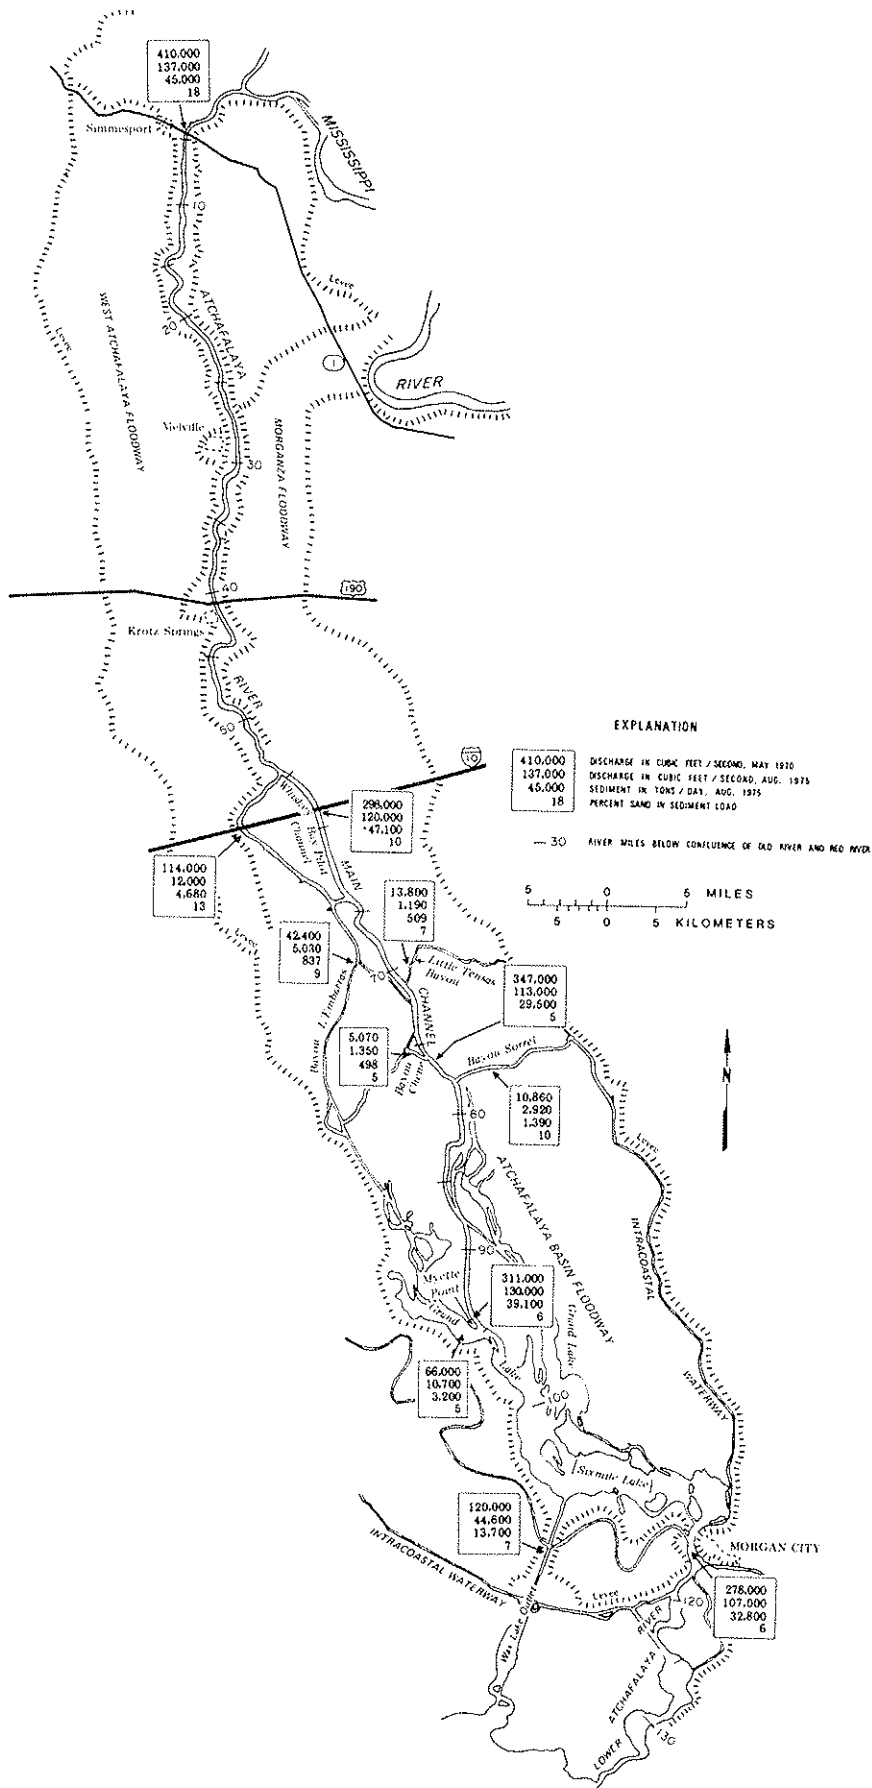 410,000
137,000
45,000
18
Simmesport
MISSISSIPPI
10
Levee
WEST ATCHAFALAYA FLOODWAY
ATCHAFALAYA
20
Levee
1
RIVER
Melville
MORGANZA FLOODWAY
30
40
190
Krotz Springs
RIVER
50
10
EXPLANATION
410,000 DISCHARGE IN CUBIC FEET / SECOND, MAY 1970
137,000 DISCHARGE IN CUBIC FEET / SECOND, AUG. 1975
45,000 SEDIMENT IN TONS / DAY, AUG. 1975
18 PERCENT SAND IN SEDIMENT LOAD
30 RIVER MILES BELOW CONFLUENCE OF OLD RIVER AND RED RIVER
5 0 5 MILES
5 0 5 KILOMETERS
298,000
120,000
47,100
10
Whiskey Bay Pilot
Channel
MAIN
114,000
12,000
4,680
13
13,800
1,190
509
7
Levee
42,400
5,030
837
9
70
Little Tensas
Bayou
CHANNEL
347,000
113,000
29,500
5
Bayou L'Embarras
5,070
1,350
498
5
Bayou
Chene
Bayou Sorrel
10,860
2,920
1,390
10
N
80
Levee
ATCHAFALAYA BASIN FLOODWAY
INTRACOASTAL
WATERWAY
90
Myette
Point
311,000
130,000
39,100
6
Grand
Lake
Grand Lake
66,000
10,700
3,200
5
100
Sixmile Lake
120,000
44,600
13,700
7
MORGAN CITY
INTRACOASTAL WATERWAY
Levee
278,000
107,000
32,800
6
Wax Lake Outlet
120
RIVER
ATCHAFALAYA
LOWER
130